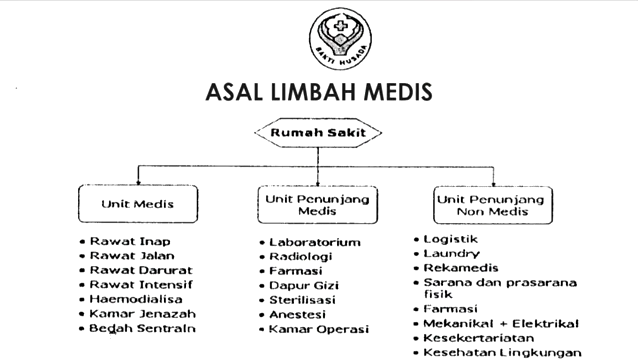 BAKTI HUSADA
ASAL LIMBAH MEDIS
Rumah Sakit
Unit Medis
• Rawat Inap
• Rawat Jalan
• Rawat Darurat
• Rawat Intensif
• Haemodialisa
• Kamar Jenazah
• Bedah Sentraln
Unit Penunjang
Medis
• Laboratorium
• Radiologi
• Farmasi
• Dapur Gizi
• Sterilisasi
• Anestesi
• Kamar Operasi
Unit Penunjang
Non Medis
• Logistik
• Laundry
• Rekamedis
• Sarana dan prasarana
fisik
• Farmasi
• Mekanikal + Elektrikal
• Kesekertariatan
• Kesehatan Lingkungan